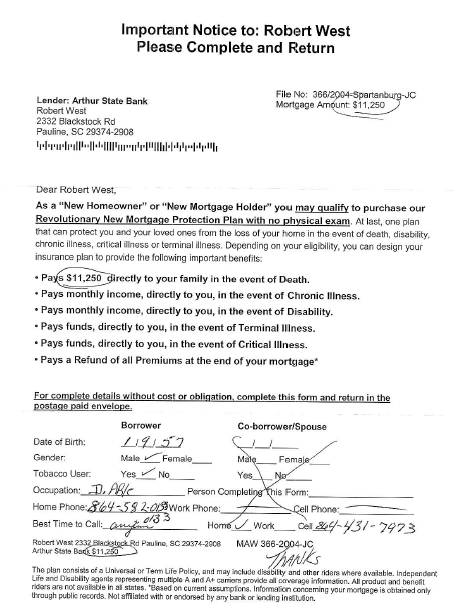 Important Notice to: Robert West
Please Complete and Return
File No: 366/2004-Spartanburg-JC
Mortgage Amount: $11,250
Lender: Arthur State Bank
Robert West
2332 Blackstock Rd
Pauline, SC 29374-2908
Dear Robert West,
As a “New Homeowner” or “New Mortgage Holder” you may qualify to purchase our
Revolutionary New Mortgage Protection Plan with no physical exam. At last, one plan
that can protect you and your loved ones from the loss of your home in the event of death, disability,
chronic illness, critical illness or terminal illness. Depending on your eligibility, you can design your
insurance plan to provide the following important benefits:
• Pays $11,250 directly to your family in the event of Death.
• Pays monthly income, directly to you, in the event of Chronic Illness.
• Pays monthly income, directly to you, in the event of Disability.
• Pays funds, directly to you, in the event of Terminal Illness.
• Pays funds, directly to you, in the event of Critical Illness.
• Pays a Refund of all Premiums at the end of your mortgage*
For complete details without cost or obligation, complete this form and return in the
postage paid envelope.
Borrower Co-borrower/Spouse
Date of Birth: 1 / 9 / 57 / /
Gender: Male ✓ Female Male Female
Tobacco User: Yes ✓ No Yes No
Occupation: Person Completing This Form:
Home Phone: 864-582-0133 Work Phone: Cell Phone:
Best Time to Call: anytime 0133 Home ✓ Work Cell 864-431-7973
Robert West 2332 Blackstock Rd Pauline, SC 29374-2908 MAW 366-2004-JC
Arthur State Bank $11,250 THANKS
The plan consists of a Universal or Term Life Policy, and may include disability and other riders where available. Independent
Life and Disability agents representing multiple A and A+ carriers provide all coverage information. All product and benefit
riders are not available in all states. *Based on current assumptions. Information concerning your mortgage is obtained only
through public records. Not affiliated with or endorsed by any bank or lending institution.